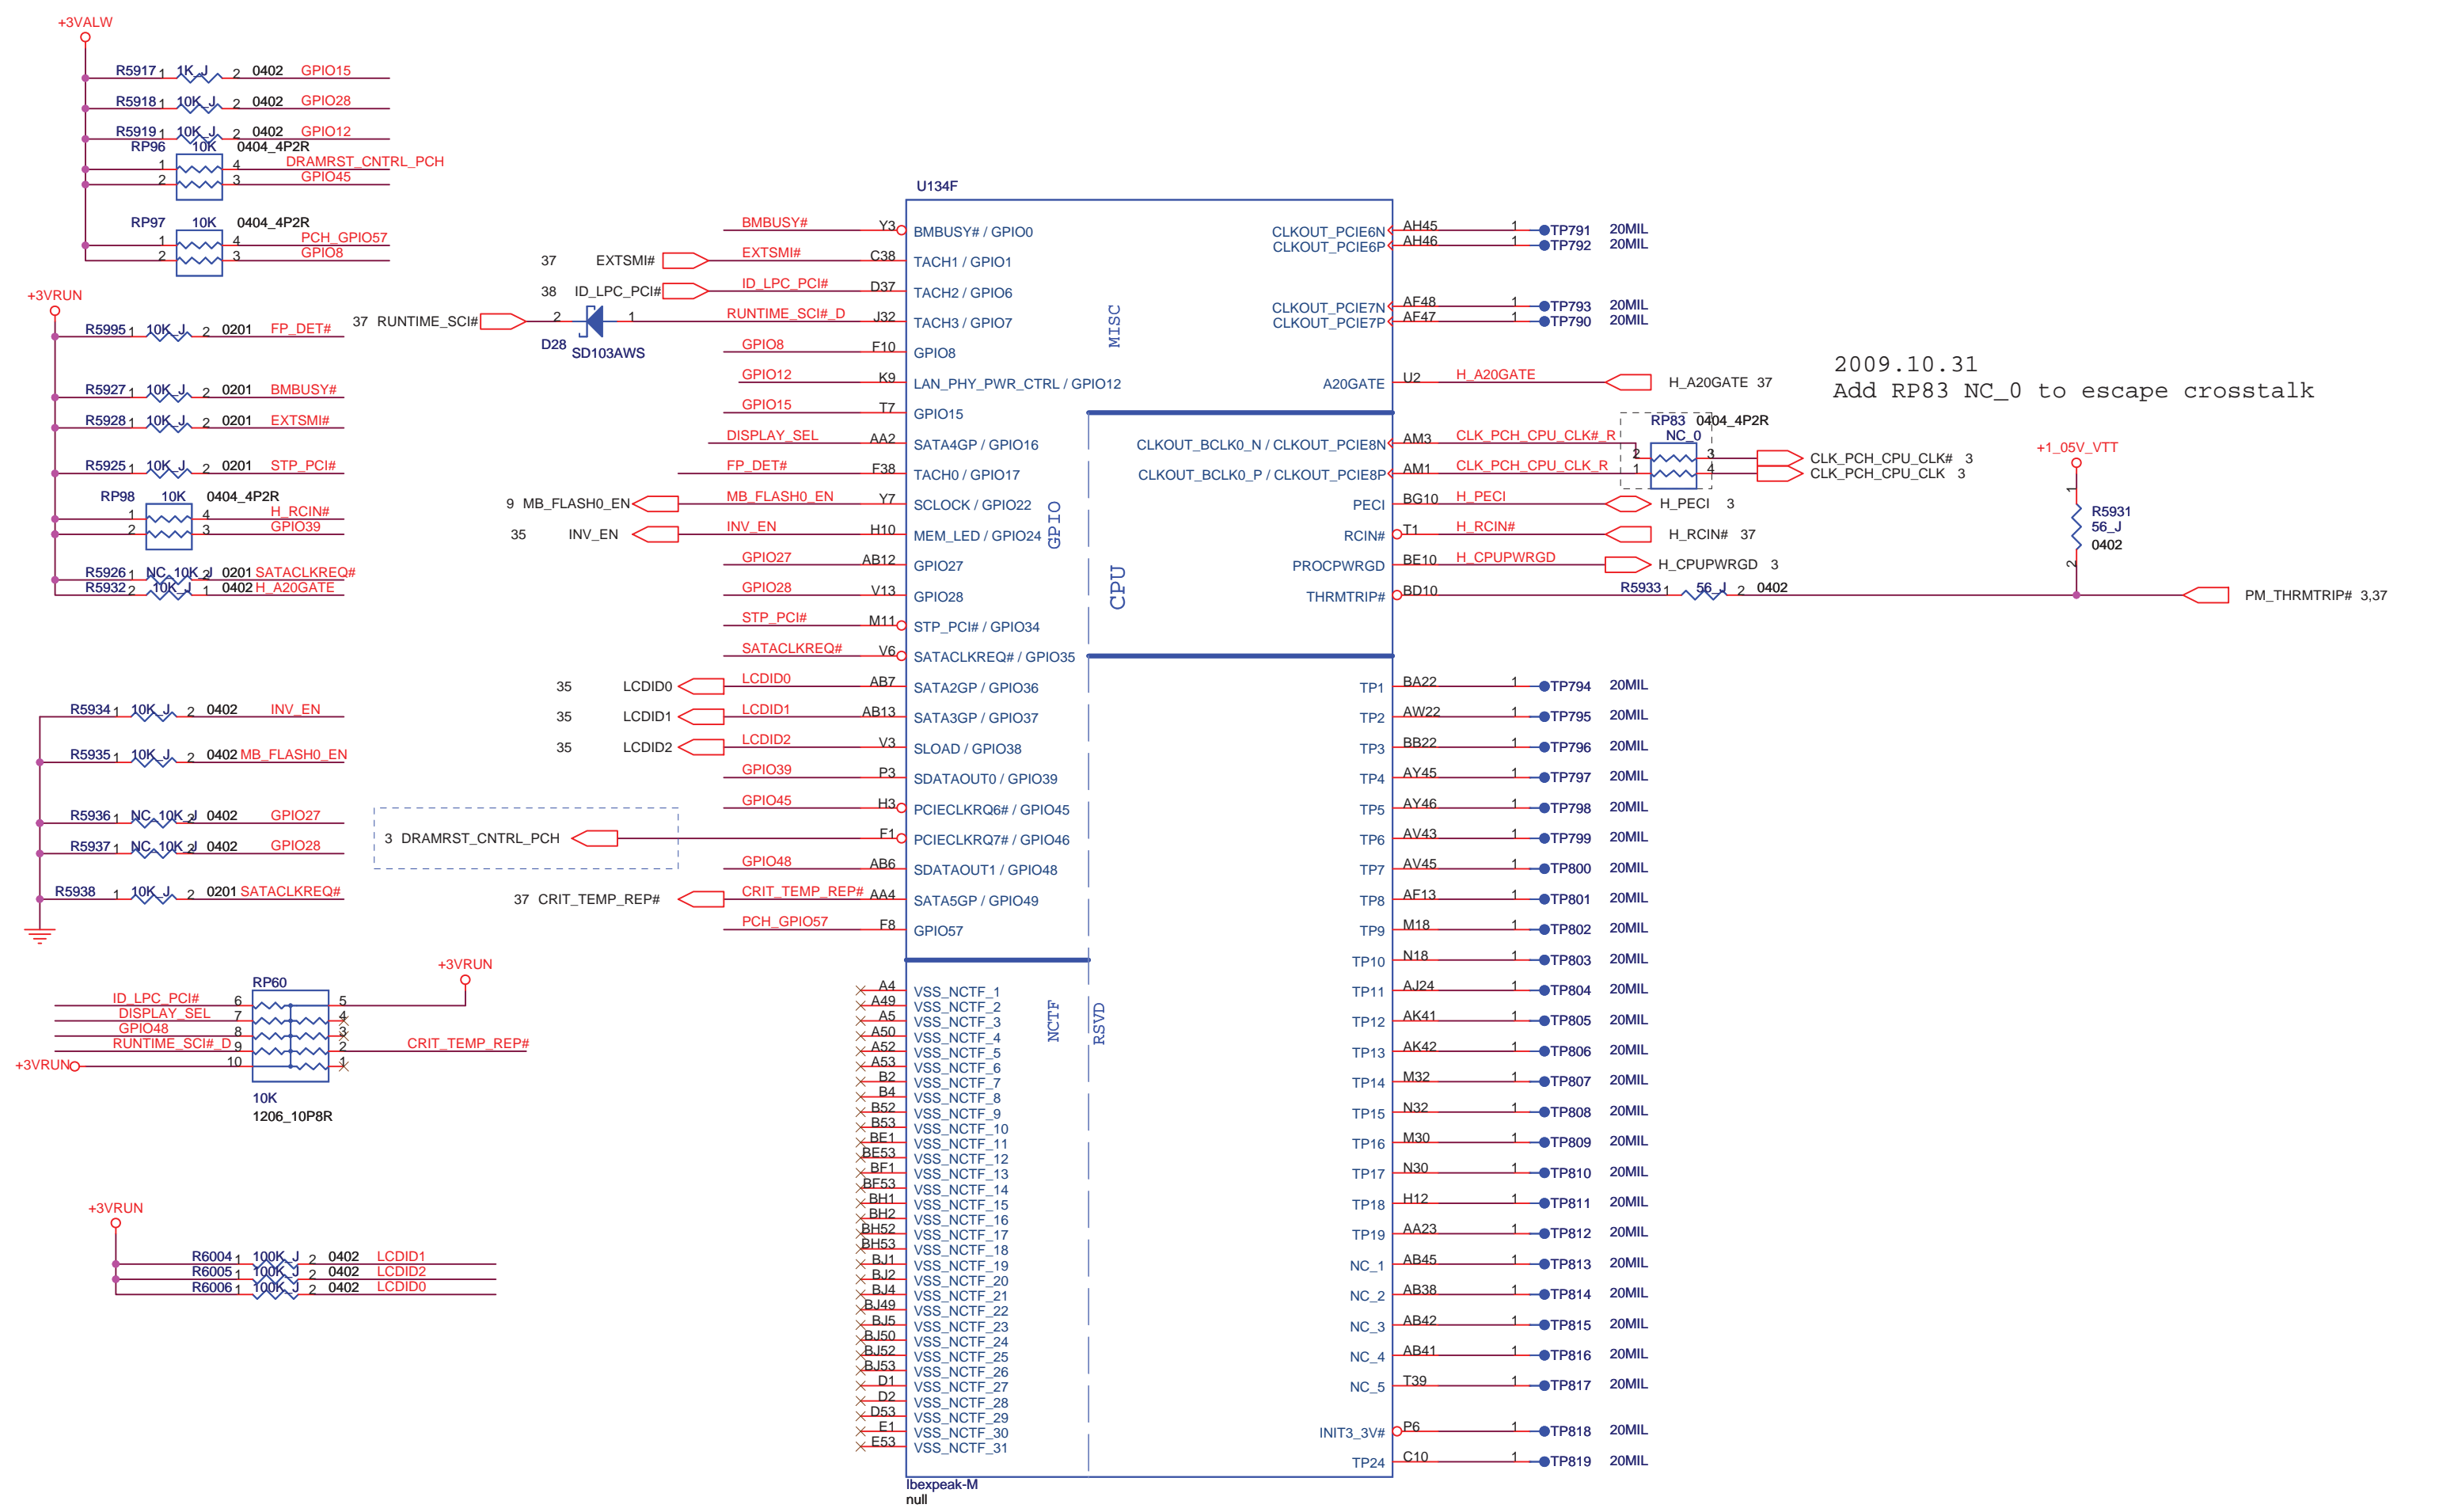 +3VALW
R5917 1 1K_J 2 0402 GPIO15
R5918 1 10K_J 2 0402 GPIO28
R5919 1 10K_J 2 0402 GPIO12
RP96 10K 0404_4P2R
1 4 DRAMRST_CNTRL_PCH
2 3 GPIO45
RP97 10K 0404_4P2R
1 4 PCH_GPIO57
2 3 GPIO8
+3VRUN
R5995 1 10K_J 2 0201 FP_DET#
R5927 1 10K_J 2 0201 BMBUSY#
R5928 1 10K_J 2 0201 EXTSMI#
R5925 1 10K_J 2 0201 STP_PCI#
RP98 10K 0404_4P2R
1 4 H_RCIN#
2 3 GPIO39
R5926 1 NC_10K_J 2 0201 SATACLKREQ#
R5932 2 10K_J 1 0402 H_A20GATE
R5934 1 10K_J 2 0402 INV_EN
R5935 1 10K_J 2 0402 MB_FLASH0_EN
R5936 1 NC_10K_J 2 0402 GPIO27
R5937 1 NC_10K_J 2 0402 GPIO28
R5938 1 10K_J 2 0201 SATACLKREQ#
+3VRUN
RP60
ID_LPC_PCI# 6 5
DISPLAY_SEL 7 4
GPIO48 8 3
RUNTIME_SCI#_D 9 2 CRIT_TEMP_REP#
+3VRUN 10 1
10K
1206_10P8R
+3VRUN
R6004 1 100K_J 2 0402 LCDID1
R6005 1 100K_J 2 0402 LCDID2
R6006 1 100K_J 2 0402 LCDID0
U134F
BMBUSY# Y3 BMBUSY# / GPIO0
37 EXTSMI# EXTSMI# C38 TACH1 / GPIO1
38 ID_LPC_PCI# ID_LPC_PCI# D37 TACH2 / GPIO6
37 RUNTIME_SCI# 2 1 RUNTIME_SCI#_D J32 TACH3 / GPIO7
D28 SD103AWS
GPIO8 F10 GPIO8
GPIO12 K9 LAN_PHY_PWR_CTRL / GPIO12
GPIO15 T7 GPIO15
DISPLAY_SEL AA2 SATA4GP / GPIO16
FP_DET# F38 TACH0 / GPIO17
9 MB_FLASH0_EN MB_FLASH0_EN Y7 SCLOCK / GPIO22
35 INV_EN INV_EN H10 MEM_LED / GPIO24
GPIO27 AB12 GPIO27
GPIO28 V13 GPIO28
STP_PCI# M11 STP_PCI# / GPIO34
SATACLKREQ# V6 SATACLKREQ# / GPIO35
35 LCDID0 LCDID0 AB7 SATA2GP / GPIO36
35 LCDID1 LCDID1 AB13 SATA3GP / GPIO37
35 LCDID2 LCDID2 V3 SLOAD / GPIO38
GPIO39 P3 SDATAOUT0 / GPIO39
GPIO45 H3 PCIECLKRQ6# / GPIO45
3 DRAMRST_CNTRL_PCH F1 PCIECLKRQ7# / GPIO46
GPIO48 AB6 SDATAOUT1 / GPIO48
37 CRIT_TEMP_REP# CRIT_TEMP_REP# AA4 SATA5GP / GPIO49
PCH_GPIO57 F8 GPIO57
A4 VSS_NCTF_1
A49 VSS_NCTF_2
A5 VSS_NCTF_3
A50 VSS_NCTF_4
A52 VSS_NCTF_5
A53 VSS_NCTF_6
B2 VSS_NCTF_7
B4 VSS_NCTF_8
B52 VSS_NCTF_9
B53 VSS_NCTF_10
BE1 VSS_NCTF_11
BE53 VSS_NCTF_12
BF1 VSS_NCTF_13
BF53 VSS_NCTF_14
BH1 VSS_NCTF_15
BH2 VSS_NCTF_16
BH52 VSS_NCTF_17
BH53 VSS_NCTF_18
BJ1 VSS_NCTF_19
BJ2 VSS_NCTF_20
BJ4 VSS_NCTF_21
BJ49 VSS_NCTF_22
BJ5 VSS_NCTF_23
BJ50 VSS_NCTF_24
BJ52 VSS_NCTF_25
BJ53 VSS_NCTF_26
D1 VSS_NCTF_27
D2 VSS_NCTF_28
D53 VSS_NCTF_29
E1 VSS_NCTF_30
E53 VSS_NCTF_31
MISC
GPIO
CPU
NCTF
RSVD
CLKOUT_PCIE6N AH45 1 TP791 20MIL
CLKOUT_PCIE6P AH46 1 TP792 20MIL
CLKOUT_PCIE7N AF48 1 TP793 20MIL
CLKOUT_PCIE7P AF47 1 TP790 20MIL
A20GATE U2 H_A20GATE H_A20GATE 37
2009.10.31
Add RP83 NC_0 to escape crosstalk
RP83 0404_4P2R
NC_0
CLKOUT_BCLK0_N / CLKOUT_PCIE8N AM3 CLK_PCH_CPU_CLK#_R 2 3 CLK_PCH_CPU_CLK# 3
CLKOUT_BCLK0_P / CLKOUT_PCIE8P AM1 CLK_PCH_CPU_CLK_R 1 4 CLK_PCH_CPU_CLK 3
PECI BG10 H_PECI H_PECI 3
RCIN# T1 H_RCIN# H_RCIN# 37
PROCPWRGD BE10 H_CPUPWRGD H_CPUPWRGD 3
THRMTRIP# BD10 R5933 1 56_J 2 0402 PM_THRMTRIP# 3,37
+1_05V_VTT
1
R5931
56_J
0402
2
TP1 BA22 1 TP794 20MIL
TP2 AW22 1 TP795 20MIL
TP3 BB22 1 TP796 20MIL
TP4 AY45 1 TP797 20MIL
TP5 AY46 1 TP798 20MIL
TP6 AV43 1 TP799 20MIL
TP7 AV45 1 TP800 20MIL
TP8 AF13 1 TP801 20MIL
TP9 M18 1 TP802 20MIL
TP10 N18 1 TP803 20MIL
TP11 AJ24 1 TP804 20MIL
TP12 AK41 1 TP805 20MIL
TP13 AK42 1 TP806 20MIL
TP14 M32 1 TP807 20MIL
TP15 N32 1 TP808 20MIL
TP16 M30 1 TP809 20MIL
TP17 N30 1 TP810 20MIL
TP18 H12 1 TP811 20MIL
TP19 AA23 1 TP812 20MIL
NC_1 AB45 1 TP813 20MIL
NC_2 AB38 1 TP814 20MIL
NC_3 AB42 1 TP815 20MIL
NC_4 AB41 1 TP816 20MIL
NC_5 T39 1 TP817 20MIL
INIT3_3V# P6 1 TP818 20MIL
TP24 C10 1 TP819 20MIL
Ibexpeak-M
null